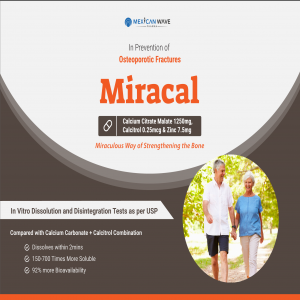 MEXICAN WAVE
In Prevention of
Osteoporotic Fractures
Miracal
Calcium Citrate Malate 1250mg,
Calcitrol 0.25mcg & Zinc 7.5mg
Miraculous Way of Strengthening the Bone
In Vitro Dissolution and Disintegration Tests as per USP
Compared with Calcium Carbonate + Calcitrol Combination
Dissolves within 2mins
150-700 Times More Soluble
92% more Bioavailability